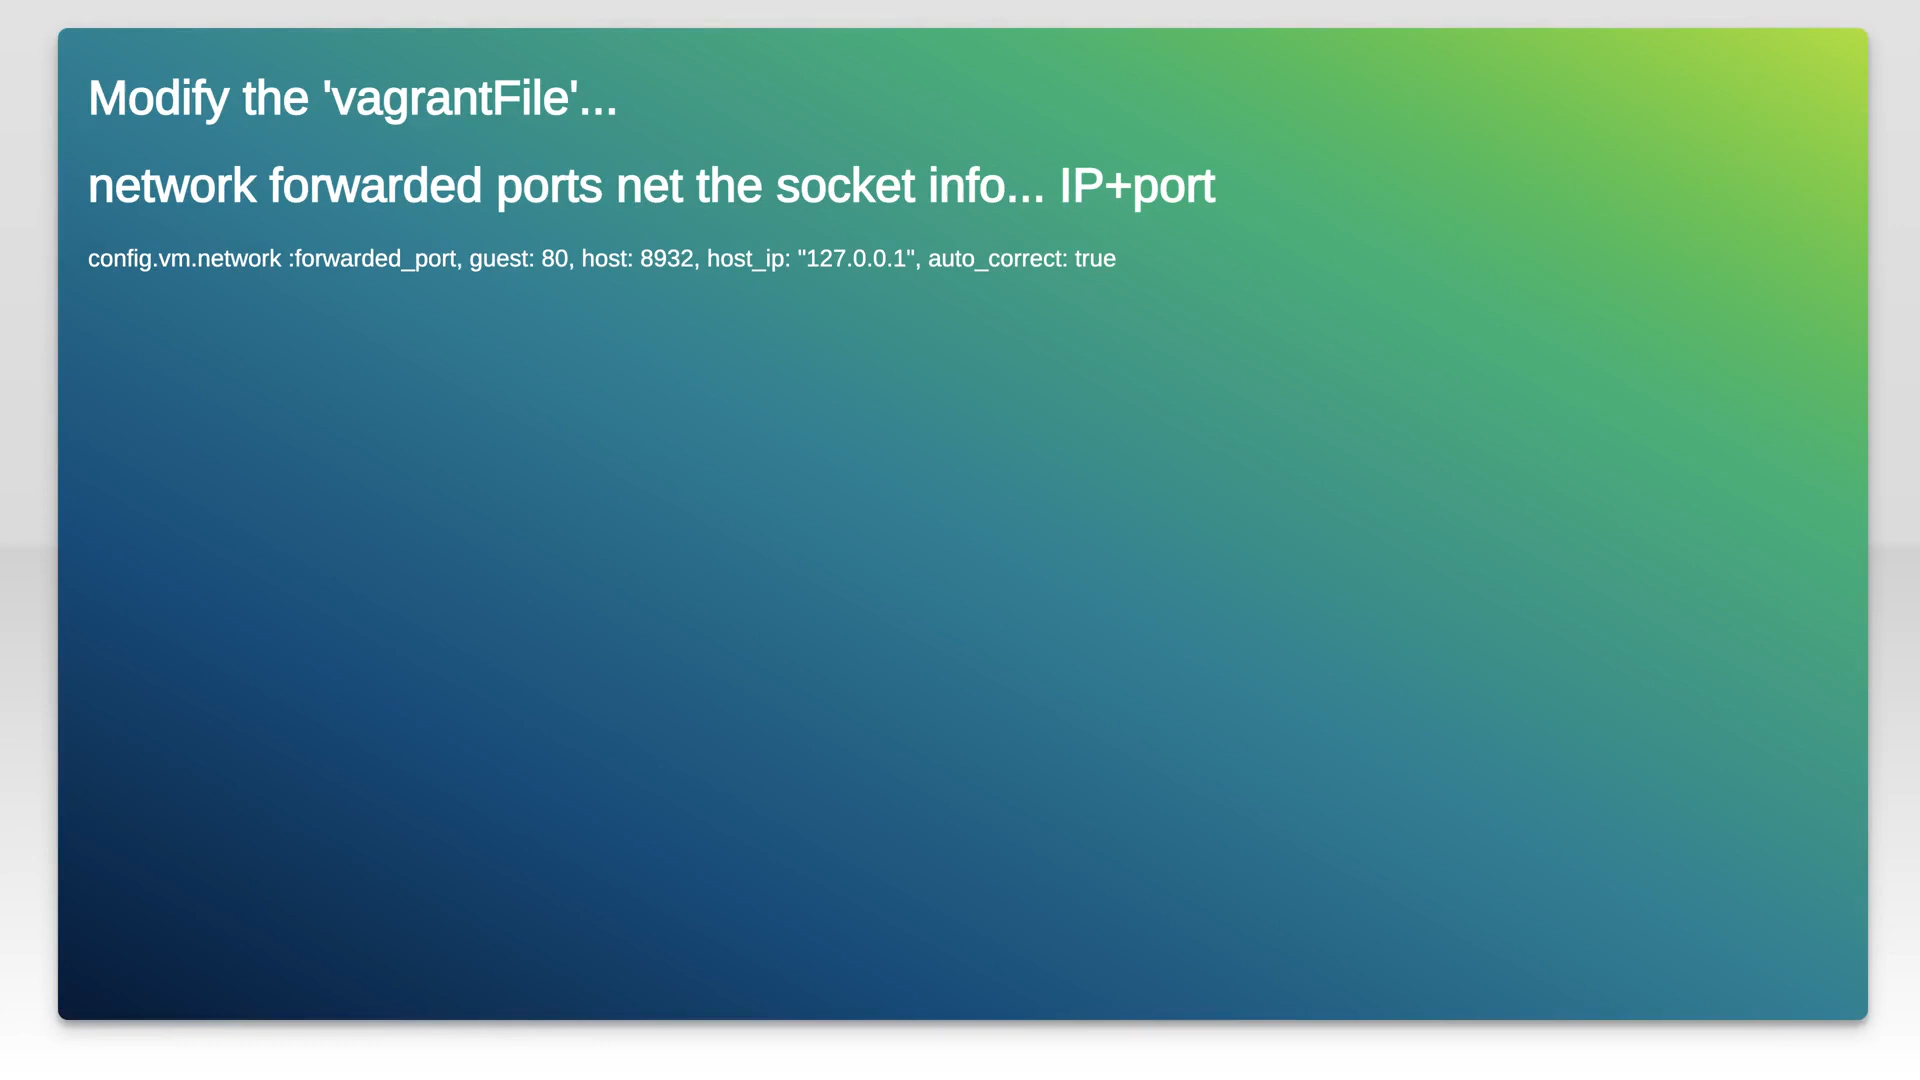 Modify the 'vagrantFile'...
network forwarded ports net the socket info... IP+port
config.vm.network :forwarded_port, guest: 80, host: 8932, host_ip: "127.0.0.1", auto_correct: true